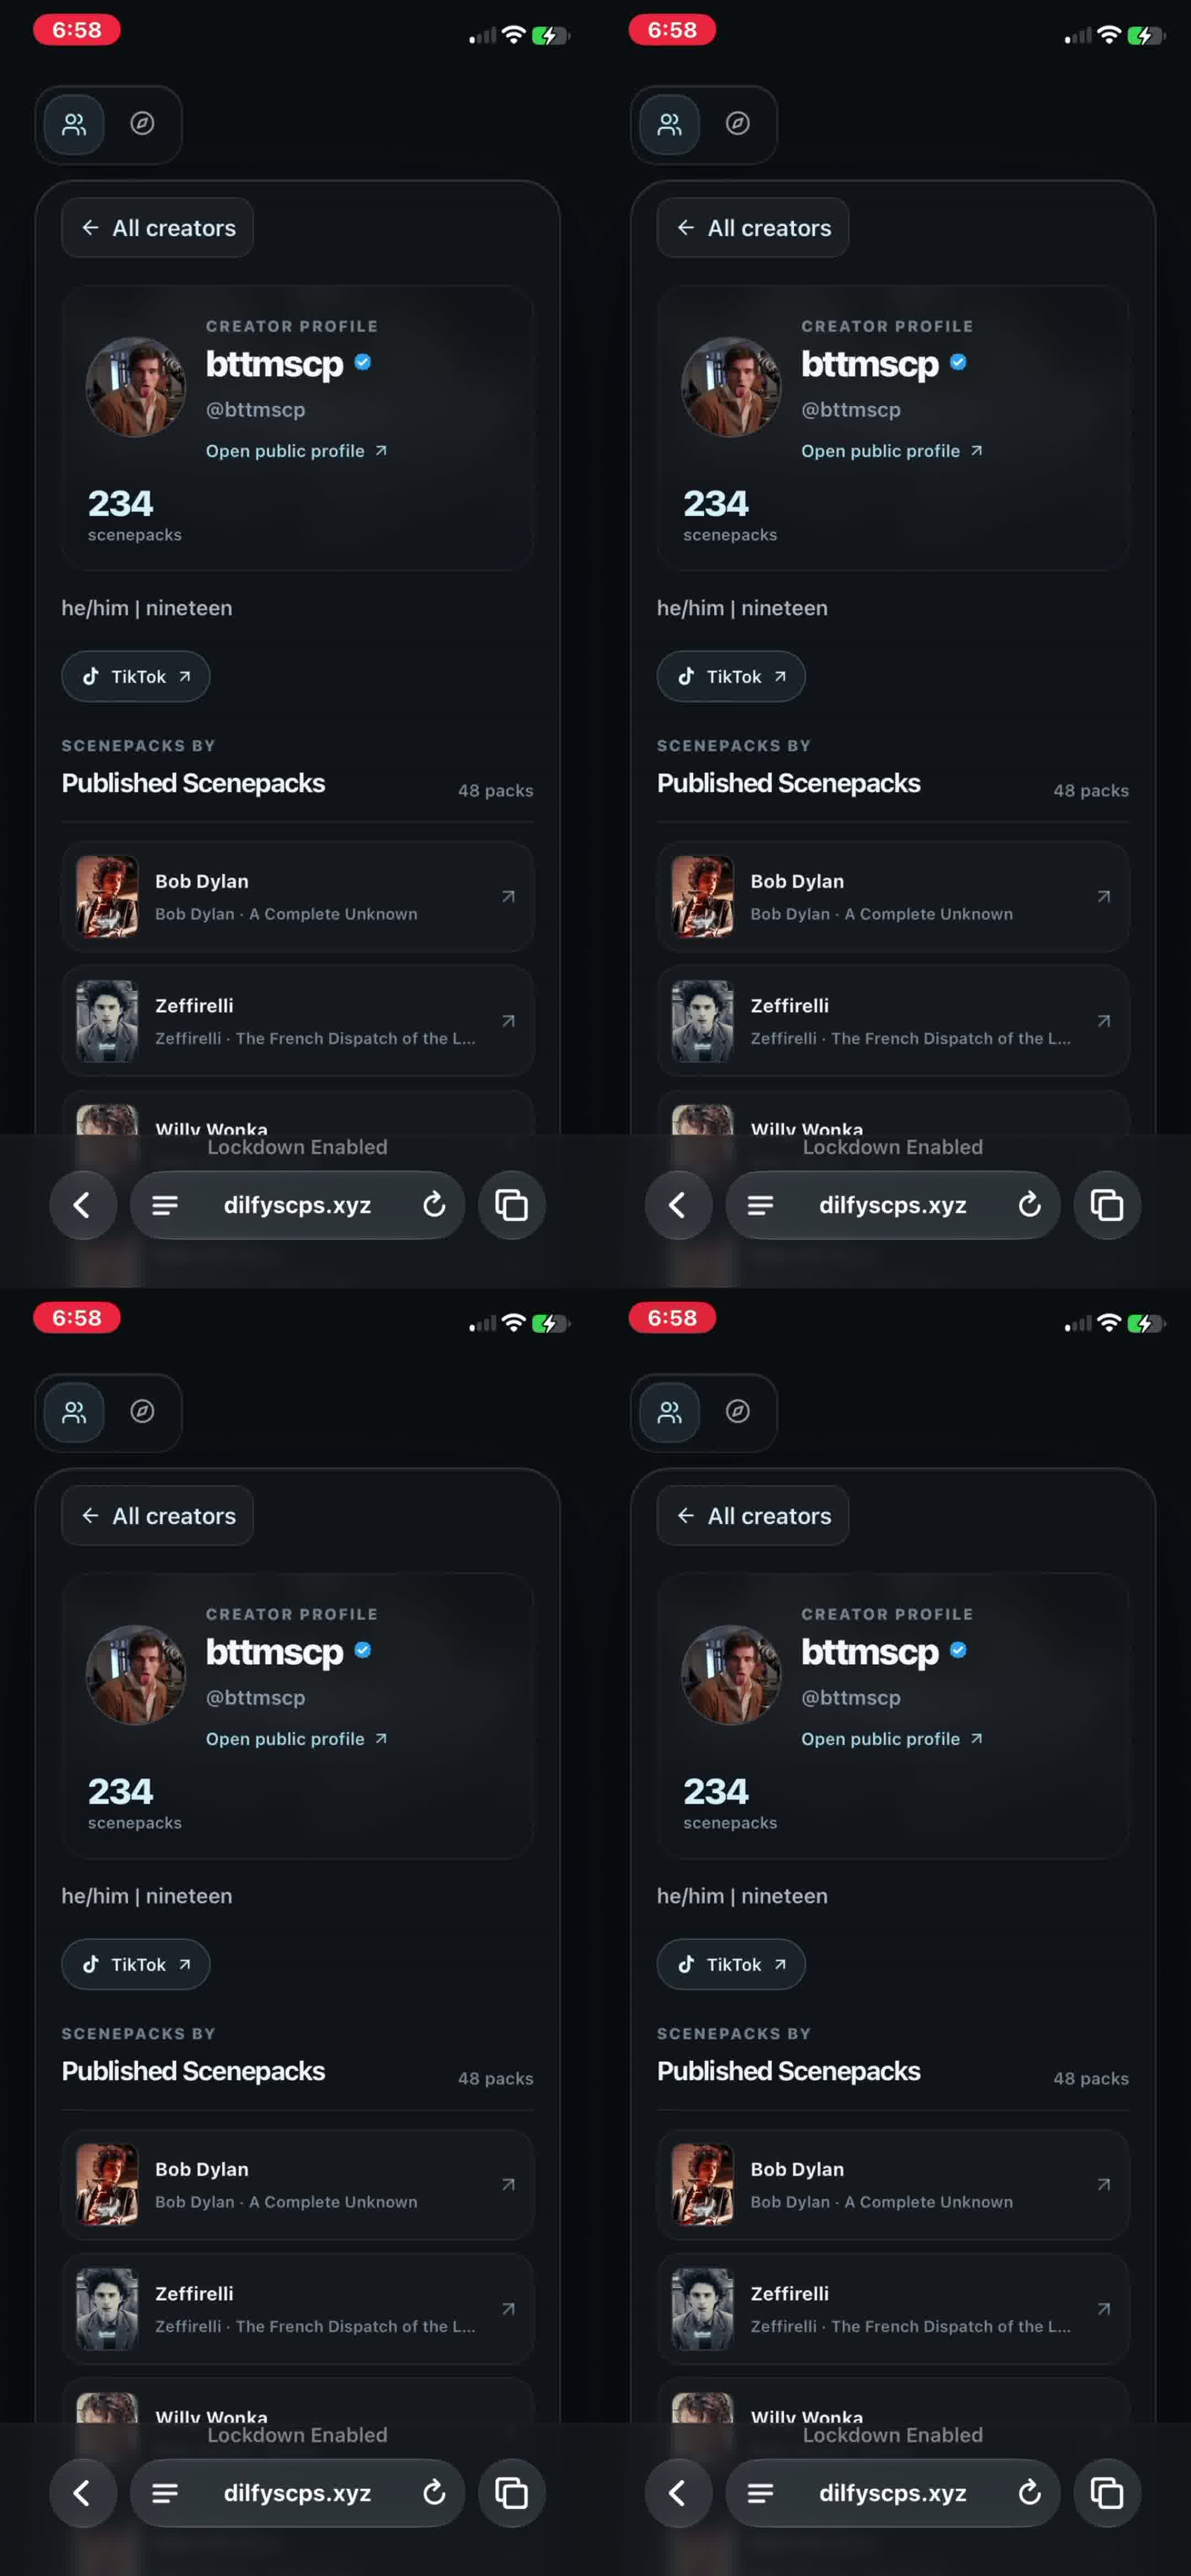 6:58
All creators
CREATOR PROFILE
bttmscp
@bttmscp
Open public profile
234
scenepacks
he/him | nineteen
TikTok
SCENEPACKS BY
Published Scenepacks
48 packs
Bob Dylan
Bob Dylan · A Complete Unknown
Zeffirelli
Zeffirelli · The French Dispatch of the L...
Willy Wonka
Lockdown Enabled
dilfyscps.xyz
6:58
All creators
CREATOR PROFILE
bttmscp
@bttmscp
Open public profile
234
scenepacks
he/him | nineteen
TikTok
SCENEPACKS BY
Published Scenepacks
48 packs
Bob Dylan
Bob Dylan · A Complete Unknown
Zeffirelli
Zeffirelli · The French Dispatch of the L...
Willy Wonka
Lockdown Enabled
dilfyscps.xyz
6:58
All creators
CREATOR PROFILE
bttmscp
@bttmscp
Open public profile
234
scenepacks
he/him | nineteen
TikTok
SCENEPACKS BY
Published Scenepacks
48 packs
Bob Dylan
Bob Dylan · A Complete Unknown
Zeffirelli
Zeffirelli · The French Dispatch of the L...
Willy Wonka
Lockdown Enabled
dilfyscps.xyz
6:58
All creators
CREATOR PROFILE
bttmscp
@bttmscp
Open public profile
234
scenepacks
he/him | nineteen
TikTok
SCENEPACKS BY
Published Scenepacks
48 packs
Bob Dylan
Bob Dylan · A Complete Unknown
Zeffirelli
Zeffirelli · The French Dispatch of the L...
Willy Wonka
Lockdown Enabled
dilfyscps.xyz